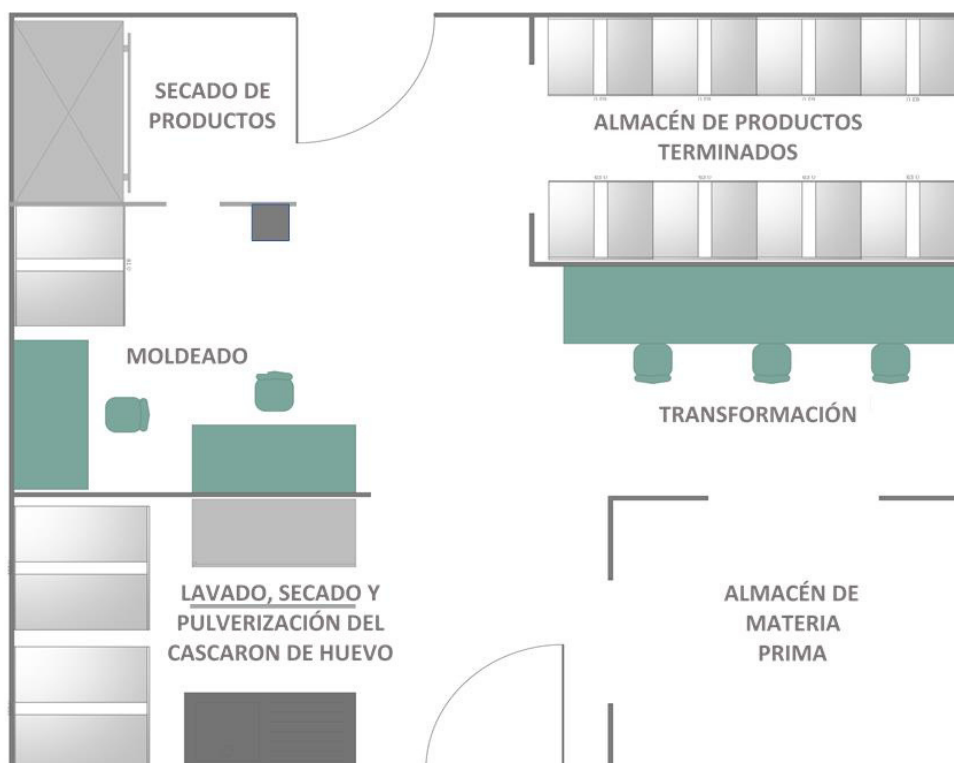 SECADO DE
PRODUCTOS
ALMACÉN DE PRODUCTOS
TERMINADOS
MOLDEADO
TRANSFORMACIÓN
LAVADO, SECADO Y
PULVERIZACIÓN DEL
CASCARON DE HUEVO
ALMACÉN DE
MATERIA
PRIMA